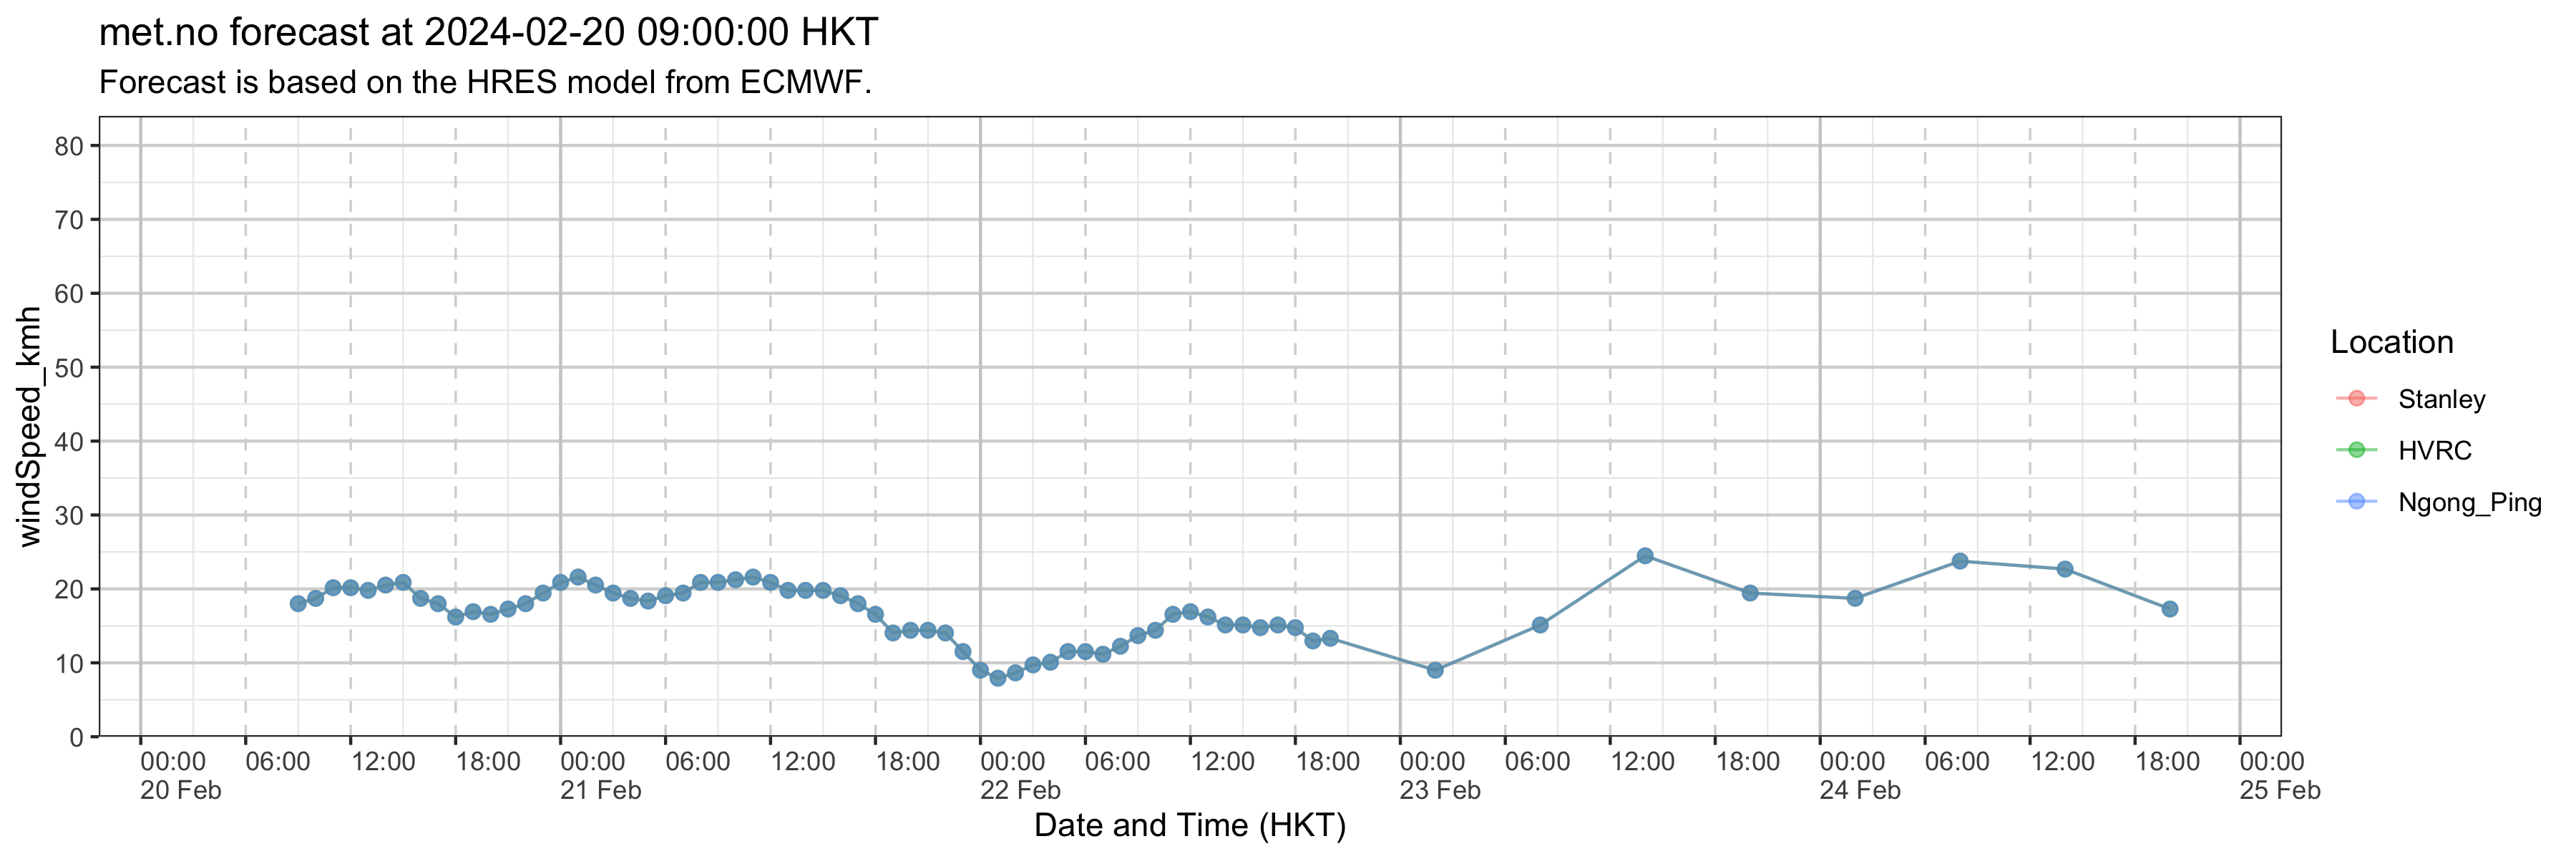 met.no forecast at 2024-02-20 09:00:00 HKT
Forecast is based on the HRES model from ECMWF.
windSpeed_kmh
80
70
60
50
40
30
20
10
0
00:00 06:00 12:00 18:00 00:00 06:00 12:00 18:00 00:00 06:00 12:00 18:00 00:00 06:00 12:00 18:00 00:00 06:00 12:00 18:00 00:00
20 Feb 21 Feb 22 Feb 23 Feb 24 Feb 25 Feb
Date and Time (HKT)
Location
Stanley
HVRC
Ngong_Ping